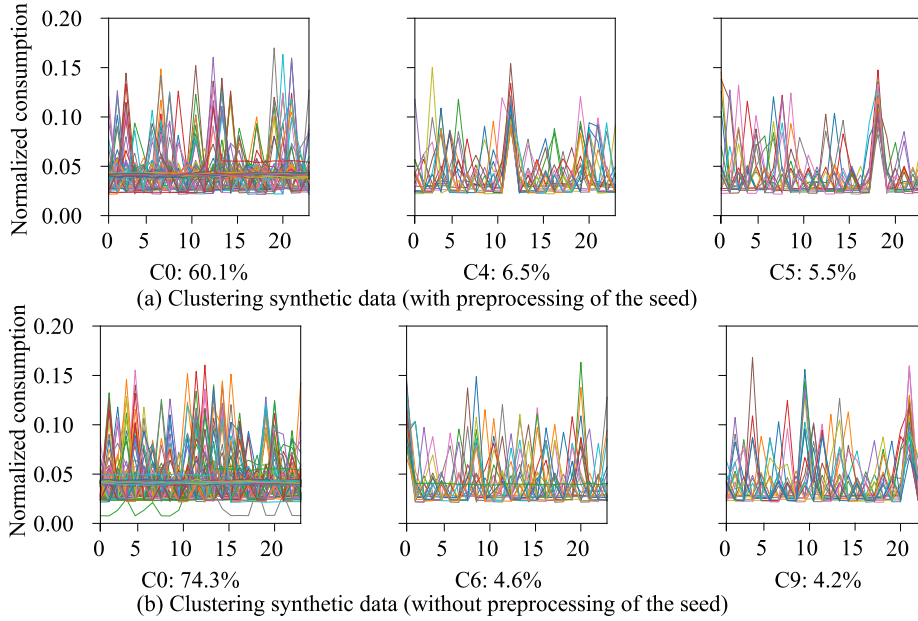 Normalized consumption
0.20
0.15
0.10
0.05
0.00
0 5 10 15 20
0 5 10 15 20
0 5 10 15 20
C0: 60.1% C4: 6.5% C5: 5.5%
(a) Clustering synthetic data (with preprocessing of the seed)
Normalized consumption
0.20
0.15
0.10
0.05
0.00
0 5 10 15 20
0 5 10 15 20
0 5 10 15 20
C0: 74.3% C6: 4.6% C9: 4.2%
(b) Clustering synthetic data (without preprocessing of the seed)